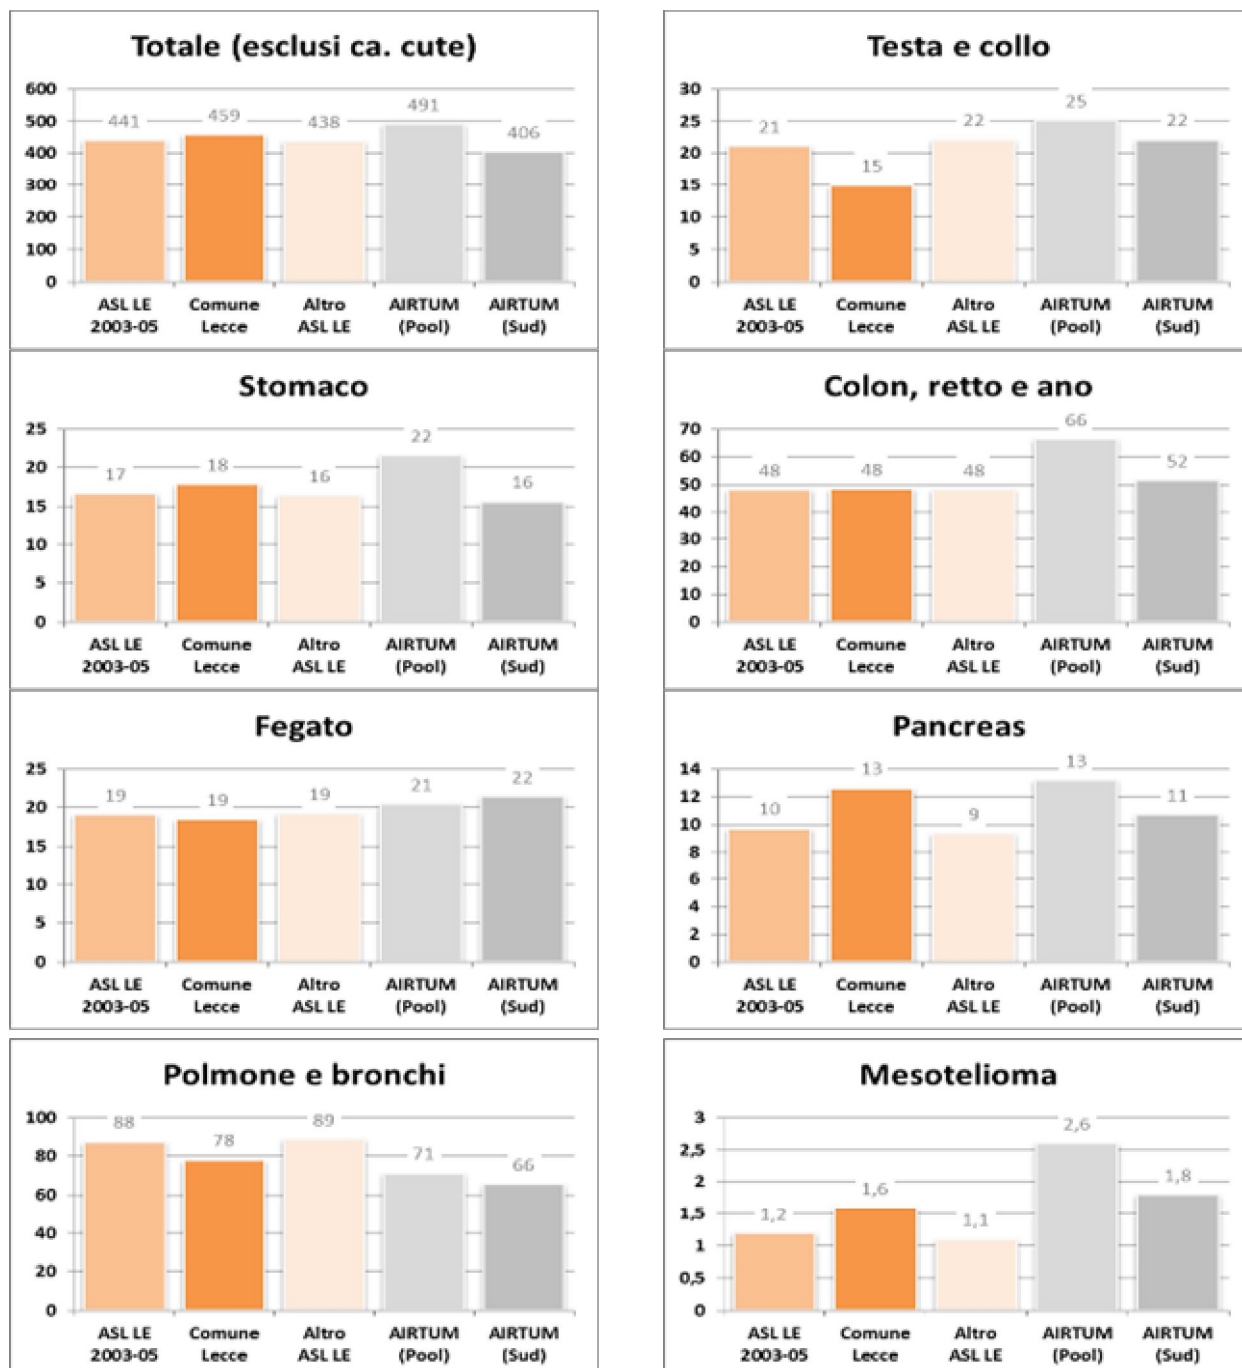 Totale (esclusi ca. cute)
600
500
400
300
200
100
0
441
459
438
491
406
ASL LE
2003-05
Comune
Lecce
Altro
ASL LE
AIRTUM
(Pool)
AIRTUM
(Sud)
Testa e collo
30
25
20
15
10
5
0
21
15
22
25
22
ASL LE
2003-05
Comune
Lecce
Altro
ASL LE
AIRTUM
(Pool)
AIRTUM
(Sud)
Stomaco
25
20
15
10
5
0
17
18
16
22
16
ASL LE
2003-05
Comune
Lecce
Altro
ASL LE
AIRTUM
(Pool)
AIRTUM
(Sud)
Colon, retto e ano
70
60
50
40
30
20
10
0
48
48
48
66
52
ASL LE
2003-05
Comune
Lecce
Altro
ASL LE
AIRTUM
(Pool)
AIRTUM
(Sud)
Fegato
25
20
15
10
5
0
19
19
19
21
22
ASL LE
2003-05
Comune
Lecce
Altro
ASL LE
AIRTUM
(Pool)
AIRTUM
(Sud)
Pancreas
14
12
10
8
6
4
2
0
10
13
9
13
11
ASL LE
2003-05
Comune
Lecce
Altro
ASL LE
AIRTUM
(Pool)
AIRTUM
(Sud)
Polmone e bronchi
100
80
60
40
20
0
88
78
89
71
66
ASL LE
2003-05
Comune
Lecce
Altro
ASL LE
AIRTUM
(Pool)
AIRTUM
(Sud)
Mesotelioma
3
2,5
2
1,5
1
0,5
0
1,2
1,6
1,1
2,6
1,8
ASL LE
2003-05
Comune
Lecce
Altro
ASL LE
AIRTUM
(Pool)
AIRTUM
(Sud)